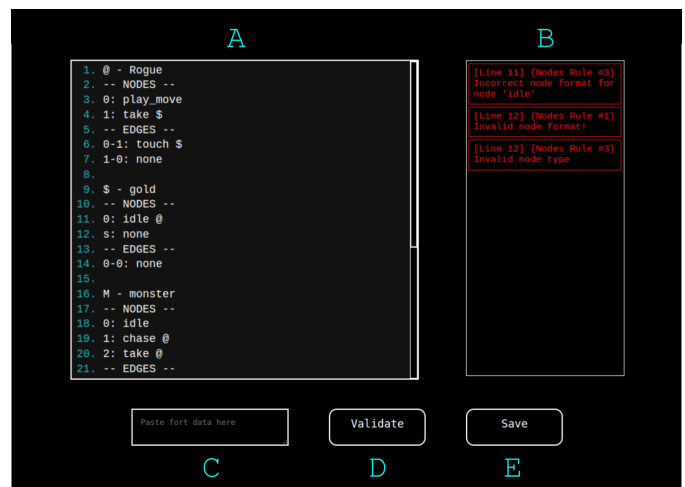 A
B
1. @ - Rogue
2. -- NODES --
3. 0: play_move
4. 1: take $
5. -- EDGES --
6. 0-1: touch $
7. 1-0: none
8.
9. $ - gold
10. -- NODES --
11. 0: idle @
12. s: none
13. -- EDGES --
14. 0-0: none
15.
16. M - monster
17. -- NODES --
18. 0: idle
19. 1: chase @
20. 2: take @
21. -- EDGES --
[Line 11] {Nodes Rule #3}
Incorrect node format for
node 'idle'
[Line 12] {Nodes Rule #1}
Invalid node format!
[Line 12] {Nodes Rule #3}
Invalid node type
Paste fort data here
Validate
Save
C
D
E